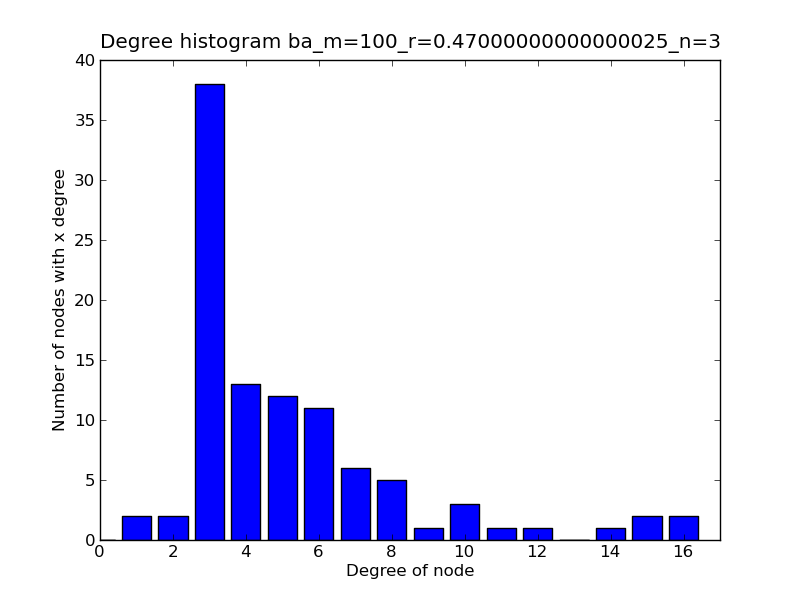 Degree histogram ba_m=100_r=0.47000000000000025_n=3
40
35
30
25
20
15
10
5
0
Number of nodes with x degree
0 2 4 6 8 10 12 14 16
Degree of node